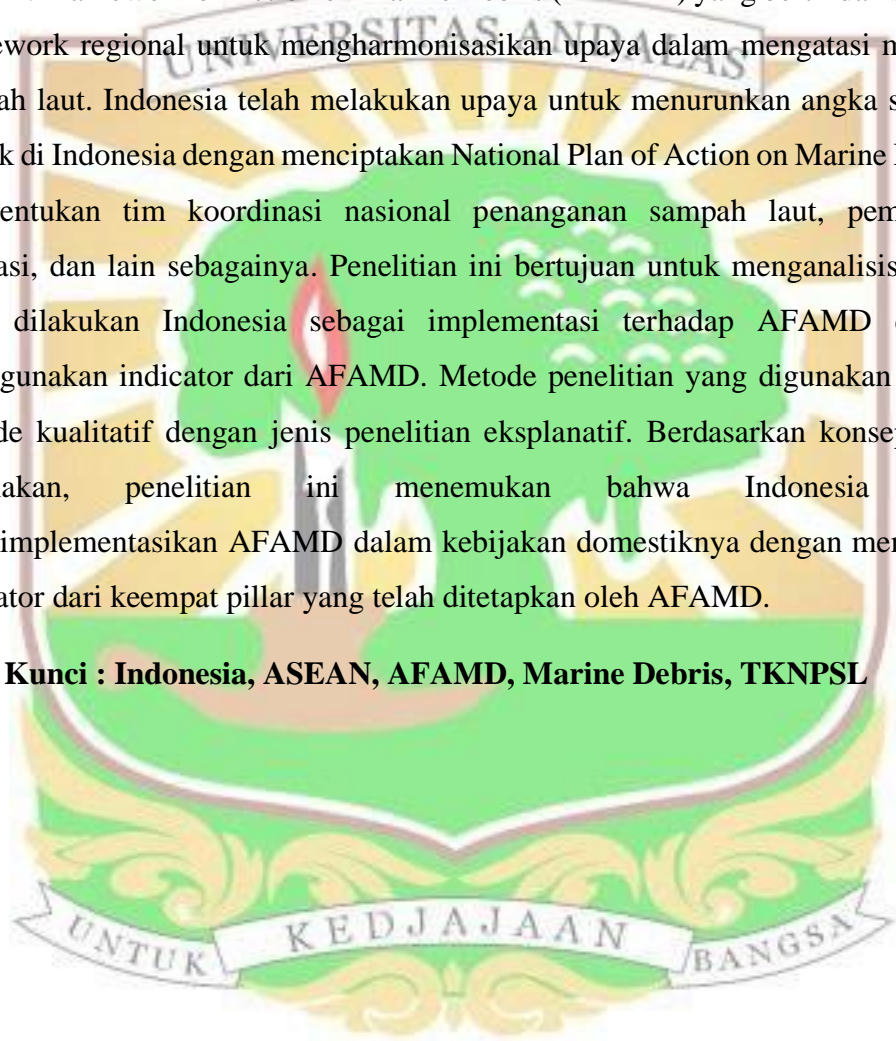 yang
UNIVERSITAS ANDALAS
ework regional untuk mengharmonisasikan upaya dalam mengatasi m
ah laut. Indonesia telah melakukan upaya untuk menurunkan angka s
k di Indonesia dengan menciptakan National Plan of Action on Marine
entukan tim koordinasi nasional penanganan sampah laut, pem
asi, dan lain sebagainya. Penelitian ini bertujuan untuk menganalisis
dilakukan Indonesia sebagai implementasi terhadap AFAMD
gunakan indicator dari AFAMD. Metode penelitian yang digunakan
de kualitatif dengan jenis penelitian eksplanatif. Berdasarkan konsep
akan, penelitian ini menemukan bahwa Indonesia
implementasikan AFAMD dalam kebijakan domestiknya dengan mem
ator dari keempat pillar yang telah ditetapkan oleh AFAMD.
Kunci : Indonesia, ASEAN, AFAMD, Marine Debris, TKNPSL
UNTUK KEDJAJAAN BANGSA